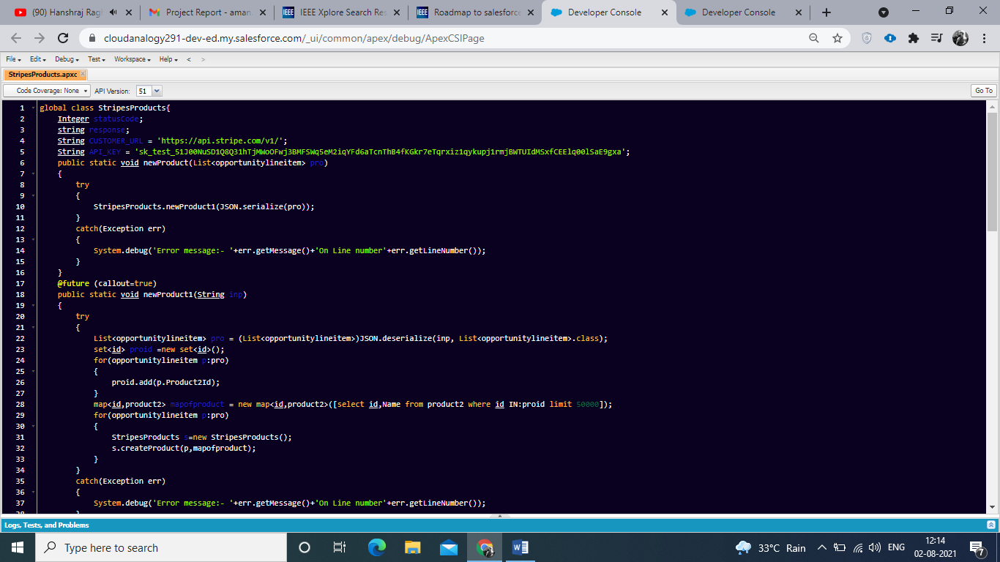 (90) Hanshraj Ragh
Project Report - aman.
IEEE Xplore Search Res
Roadmap to salesforce
Developer Console
Developer Console
cloudanalogy291-dev-ed.my.salesforce.com/_ui/common/apex/debug/ApexCSIPage
File Edit Debug Test Workspace Help < >
StripesProducts.apxc
Code Coverage: None API Version: 51 Go To
1 global class StripesProducts{
2 Integer statusCode;
3 string response;
4 String CUSTOMER_URL = 'https://api.stripe.com/v1/';
5 String API_KEY = '';
6 public static void newProduct(List<opportunitylineitem> pro)
7 {
8 try
9 {
10 StripesProducts.newProduct1(JSON.serialize(pro));
11 }
12 catch(Exception err)
13 {
14 System.debug('Error message:- '+err.getMessage()+'On Line number'+err.getLineNumber());
15 }
16 }
17 @future (callout=true)
18 public static void newProduct1(String inp)
19 {
20 try
21 {
22 List<opportunitylineitem> pro = (List<opportunitylineitem>)JSON.deserialize(inp, List<opportunitylineitem>.class);
23 set<id> proid =new set<id>();
24 for(opportunitylineitem p:pro)
25 {
26 proid.add(p.Product2Id);
27 }
28 map<id,product2> mapofproduct = new map<id,product2>([select id,Name from product2 where id IN:proid limit 50000]);
29 for(opportunitylineitem p:pro)
30 {
31 StripesProducts s=new StripesProducts();
32 s.createProduct(p,mapofproduct);
33 }
34 }
35 catch(Exception err)
36 {
37 System.debug('Error message:- '+err.getMessage()+'On Line number'+err.getLineNumber());
38 }
Logs, Tests, and Problems
Type here to search
33°C Rain
ENG
12:14
02-08-2021
7